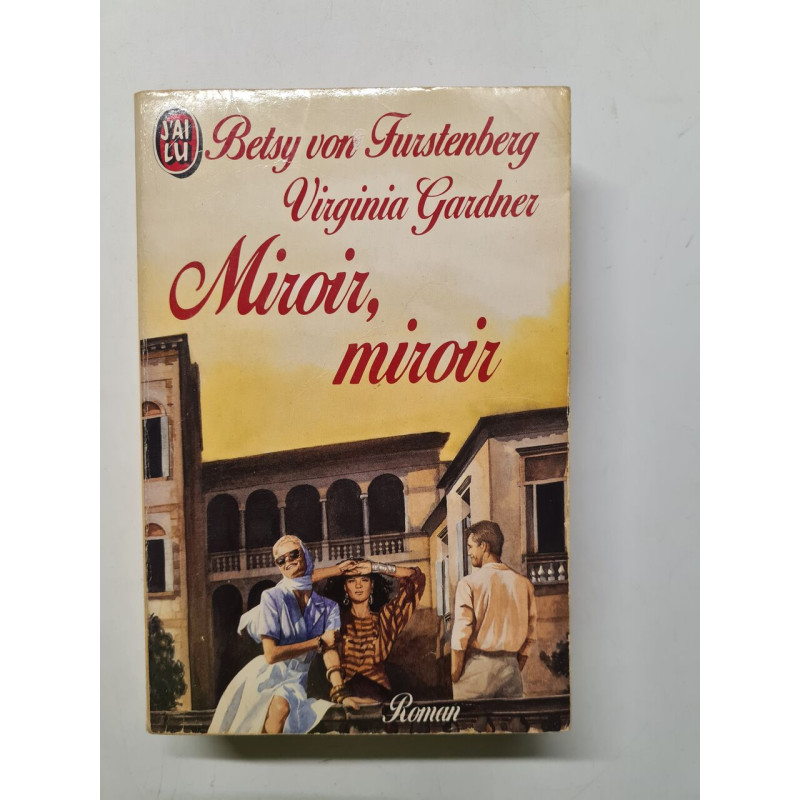 J'AI
LU
Betsy von Furstenberg
Virginia Gardner
Miroir,
miroir
Roman